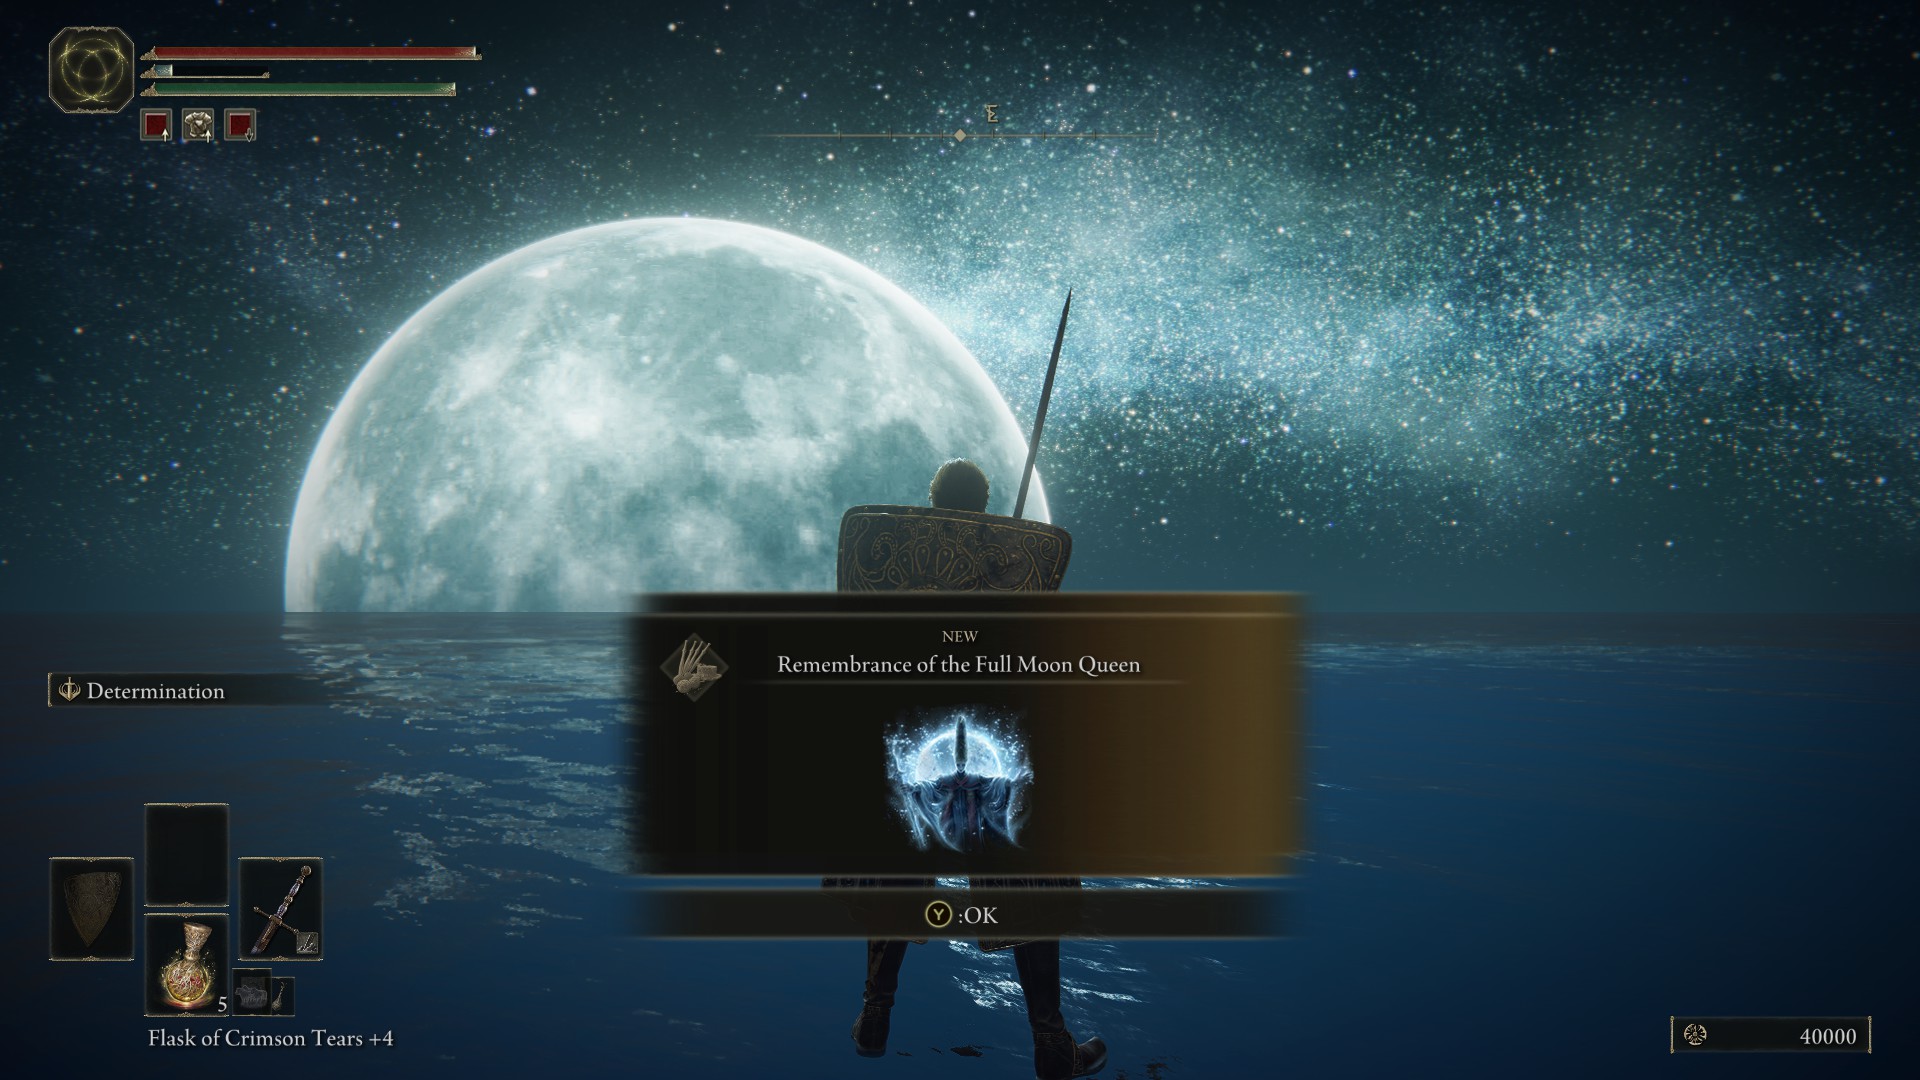 E
NEW
Remembrance of the Full Moon Queen
Determination
Y :OK
5
Flask of Crimson Tears +4
40000